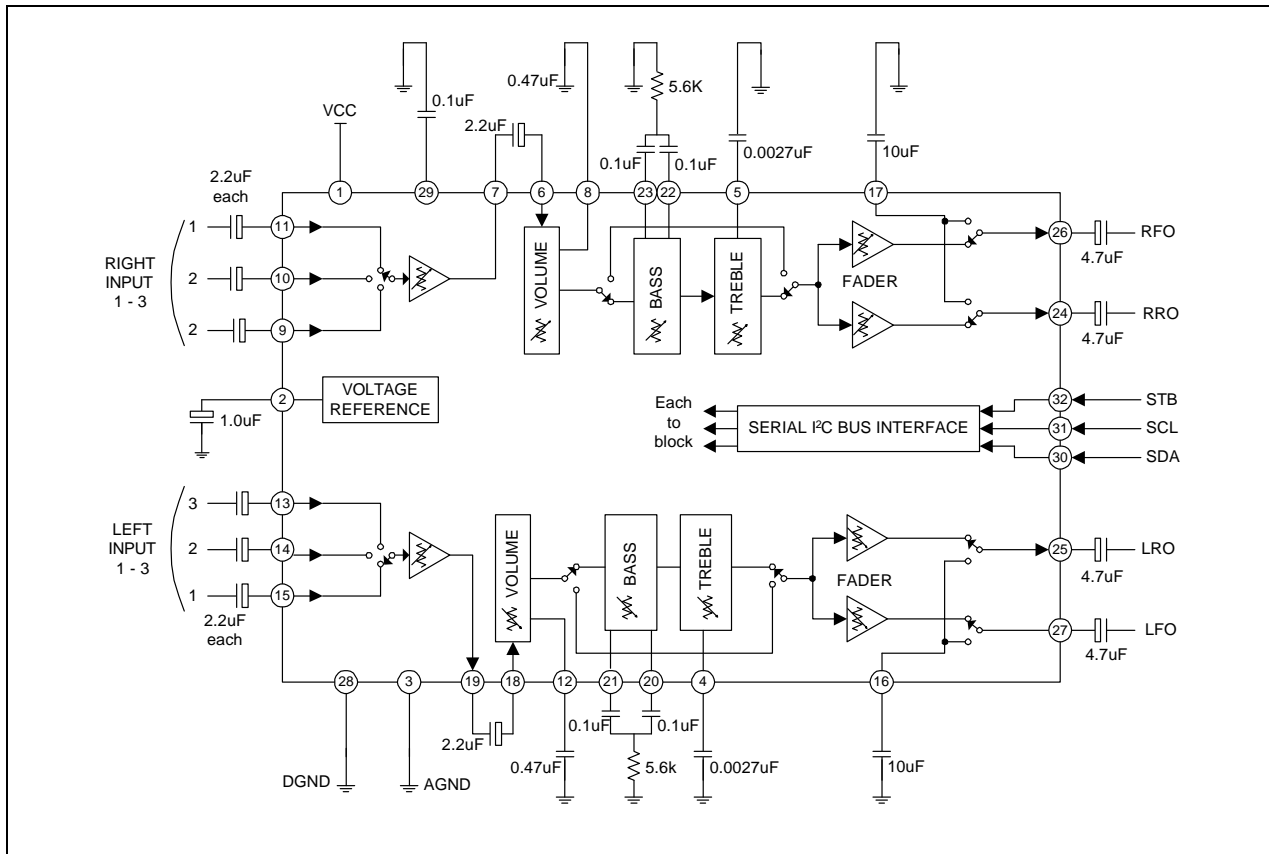 0.1uF
0.47uF
5.6K
VCC
2.2uF
0.1uF
0.1uF
0.0027uF
10uF
2.2uF
each
1
29
7
6
8
23
22
5
17
1
11
RIGHT
INPUT
1 - 3
2
10
2
9
VOLUME
BASS
TREBLE
FADER
26
RFO
4.7uF
24
RRO
4.7uF
2
VOLTAGE
REFERENCE
1.0uF
Each
to
block
SERIAL I²C BUS INTERFACE
32
STB
31
SCL
30
SDA
3
13
LEFT
INPUT
1 - 3
2
14
1
15
2.2uF
each
VOLUME
BASS
TREBLE
FADER
25
LRO
4.7uF
27
LFO
4.7uF
28
3
19
18
12
21
20
4
16
2.2uF
0.1uF
0.1uF
0.47uF
5.6k
0.0027uF
10uF
DGND
AGND